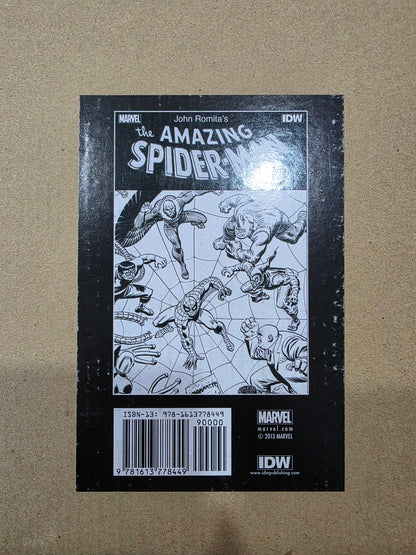 MARVEL
John Romita's
IDW
the AMAZING
SPIDER-MAN
ISBN-13: 978-1613778449
90000
9 781613 778449
MARVEL
marvel.com
© 2013 MARVEL
IDW
www.idwpublishing.com